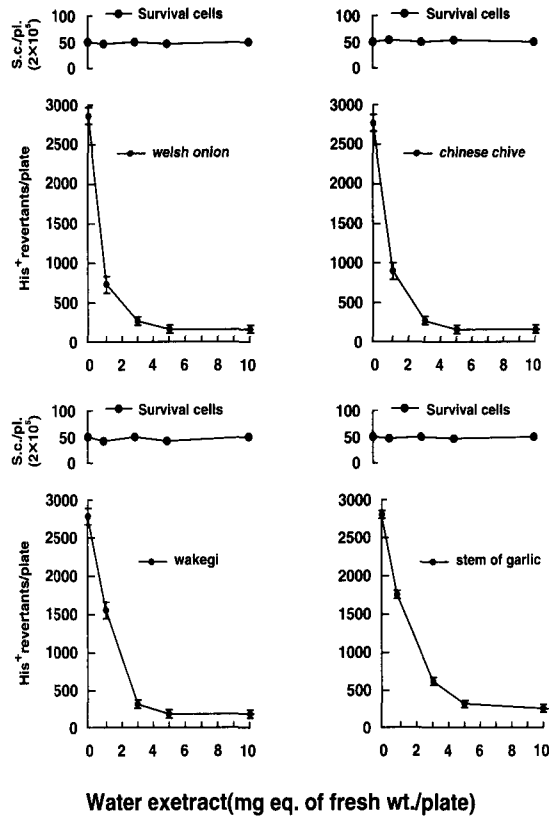 S.c./pl.
(2×10⁵)
100
50
0
Survival cells
100
50
0
Survival cells
His⁺ revertants/plate
3000
2500
2000
1500
1000
500
0
welsh onion
0 2 4 6 8 10
3000
2500
2000
1500
1000
500
0
chinese chive
0 2 4 6 8 10
S.c./pl.
(2×10⁵)
100
50
0
Survival cells
100
50
0
Survival cells
His⁺ revertants/plate
3000
2500
2000
1500
1000
500
0
wakegi
0 2 4 6 8 10
3000
2500
2000
1500
1000
500
0
stem of garlic
0 2 4 6 8 10
Water exetract(mg eq. of fresh wt./plate)